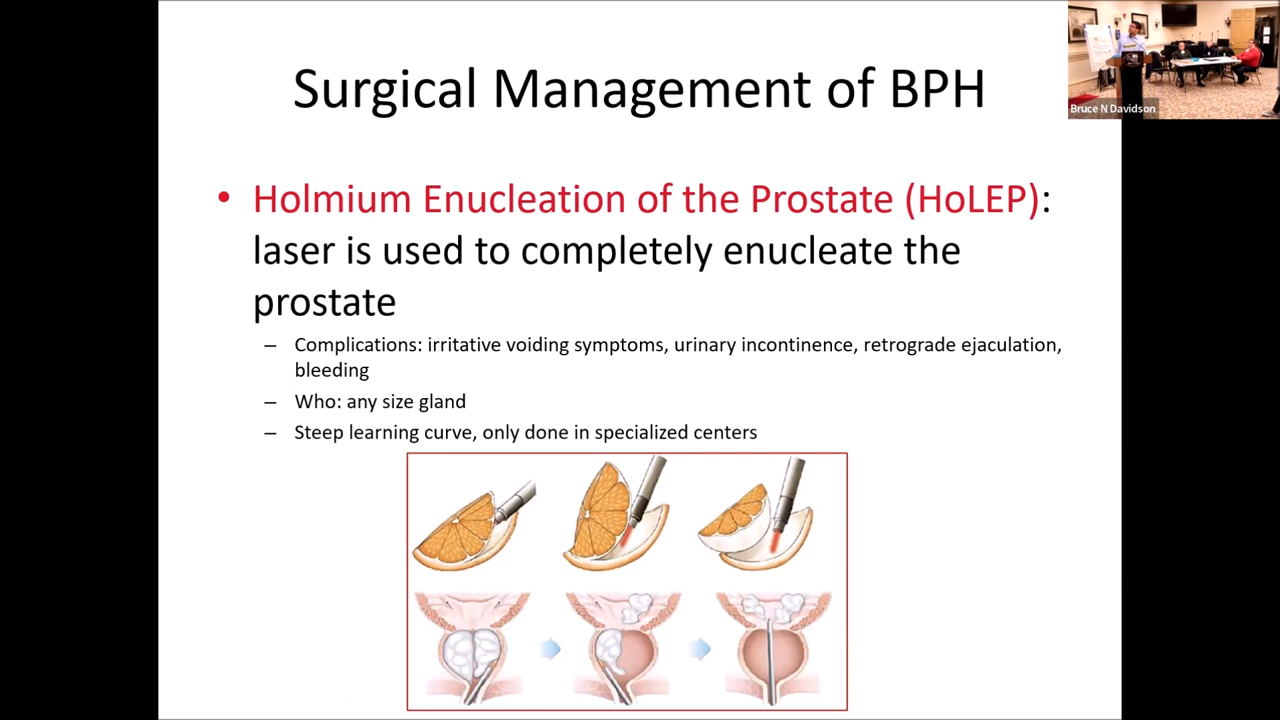 Surgical Management of BPH
Bruce N Davidson
• Holmium Enucleation of the Prostate (HoLEP):
laser is used to completely enucleate the
prostate
– Complications: irritative voiding symptoms, urinary incontinence, retrograde ejaculation,
bleeding
– Who: any size gland
– Steep learning curve, only done in specialized centers